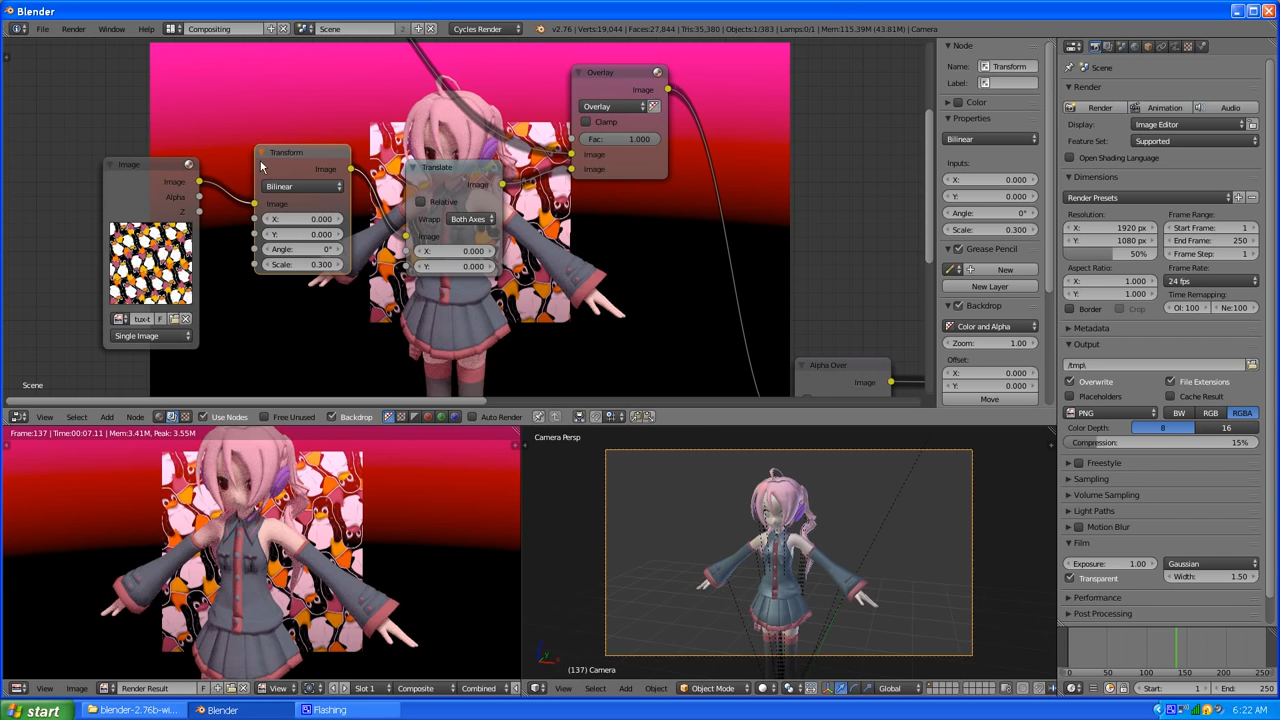 Blender
File Render Window Help Compositing Scene 2 Cycles Render v2.76 | Verts:19,044 | Faces:27,844 | Tris:35,380 | Objects:1/383 | Lamps:0/1 | Mem:115.39M (43.81M) | Camera
Image
Image
Alpha
Z
tux-t F
Single Image
Transform
Image
Bilinear
Image
X: 0.000
Y: 0.000
Angle: 0°
Scale: 0.300
Translate
Image
Relative
Wrapp Both Axes
Image
X: 0.000
Y: 0.000
Overlay
Image
Overlay
Clamp
Fac: 1.000
Image
Image
Alpha Over
Image
Scene
Node
Name: Transform
Label:
Color
Properties
Bilinear
Inputs:
X: 0.000
Y: 0.000
Angle: 0°
Scale: 0.300
Grease Pencil
New
New Layer
Backdrop
Color and Alpha
Zoom: 1.00
Offset:
X: 0.000
Y: 0.000
Move
View Select Add Node Use Nodes Free Unused Backdrop Auto Render
Frame:137 | Time:00:07.11 | Mem:3.41M, Peak: 3.55M
View Image Render Result F View Slot 1 Composite Combined
Camera Persp
(137) Camera
View Select Add Object Object Mode Global
Scene
Render
Render Animation Audio
Display: Image Editor
Feature Set: Supported
Open Shading Language
Dimensions
Render Presets
Resolution: Frame Range:
X: 1920 px Start Frame: 1
Y: 1080 px End Frame: 250
50% Frame Step: 1
Aspect Ratio: Frame Rate:
X: 1.000 24 fps
Y: 1.000 Time Remapping:
Border Crop Ol: 100 Ne:100
Metadata
Output
/tmp\
Overwrite File Extensions
Placeholders Cache Result
PNG BW RGB RGBA
Color Depth: 8 16
Compression: 15%
Freestyle
Sampling
Volume Sampling
Light Paths
Motion Blur
Film
Exposure: 1.00 Gaussian
Transparent Width: 1.50
Performance
Post Processing
0 50 100 150 200 250
Start: 1 End: 250
start blender-2.76b-wi... Blender Flashing 6:22 AM